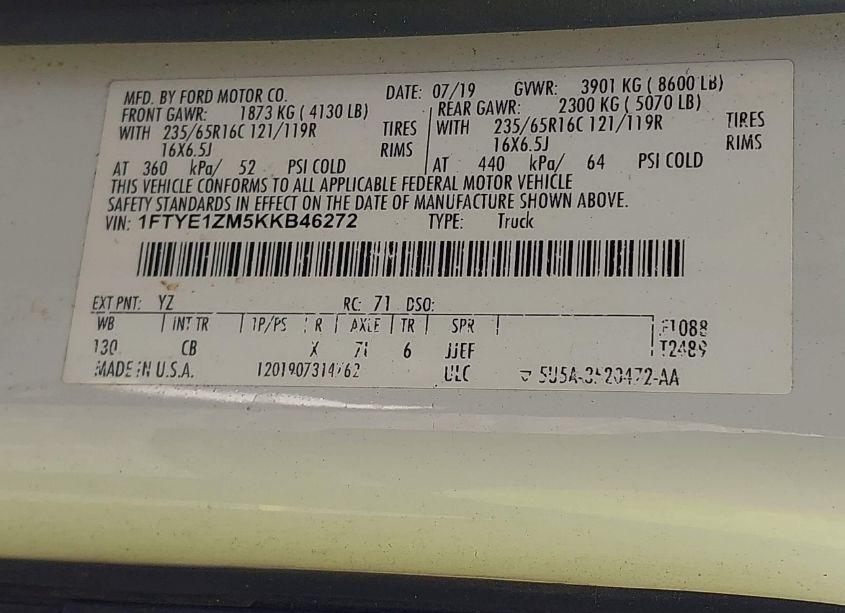 MFD. BY FORD MOTOR CO. DATE: 07/19 GVWR: 3901 KG ( 8600 LB)
FRONT GAWR: 1873 KG ( 4130 LB) REAR GAWR: 2300 KG ( 5070 LB)
WITH 235/65R16C 121/119R TIRES WITH 235/65R16C 121/119R TIRES
16X6.5J RIMS 16X6.5J RIMS
AT 360 kPa/ 52 PSI COLD AT 440 kPa/ 64 PSI COLD
THIS VEHICLE CONFORMS TO ALL APPLICABLE FEDERAL MOTOR VEHICLE
SAFETY STANDARDS IN EFFECT ON THE DATE OF MANUFACTURE SHOWN ABOVE.
VIN: 1FTYE1ZM5KKB46272 TYPE: Truck
EXT PNT: YZ RC: 71 DSO:
WB INT TR TP/PS R AXLE TR SPR F1088
130 CB X 71 6 JJEF T2489
MADE IN U.S.A. ULC